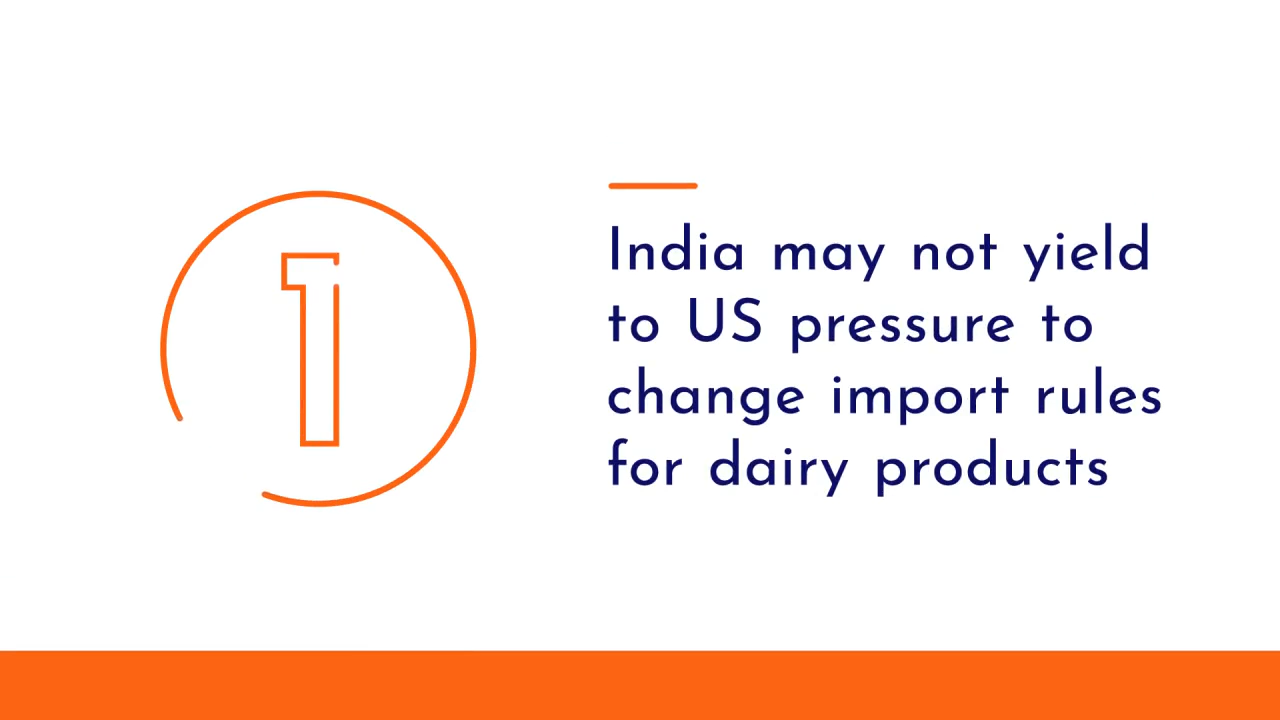 1
India may not yield
to US pressure to
change import rules
for dairy products